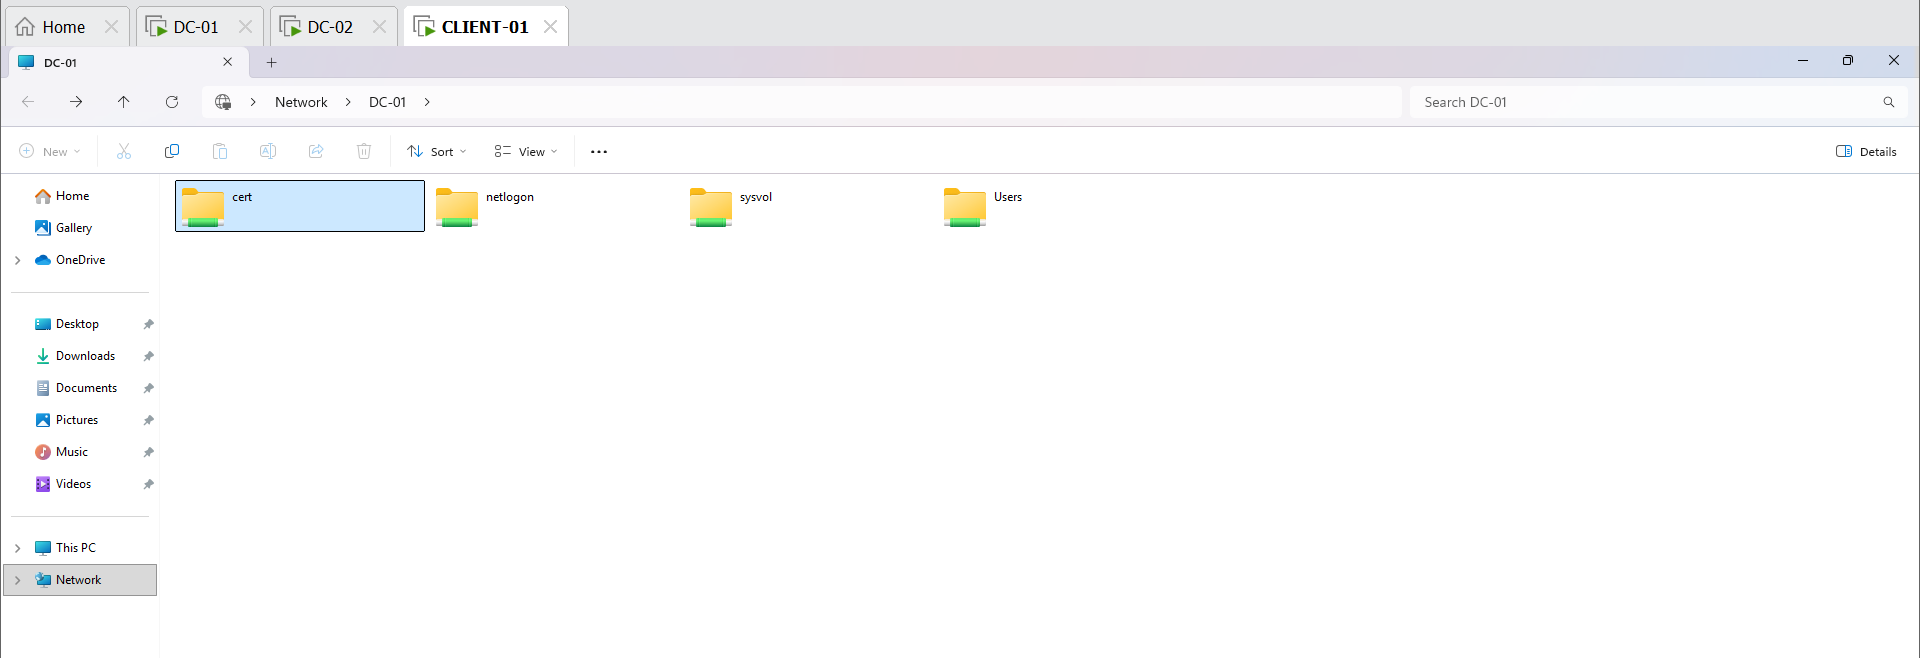 Home
DC-01
DC-02
CLIENT-01
DC-01
Network
DC-01
Search DC-01
New
Sort
View
Details
Home
Gallery
OneDrive
Desktop
Downloads
Documents
Pictures
Music
Videos
This PC
Network
cert
netlogon
sysvol
Users